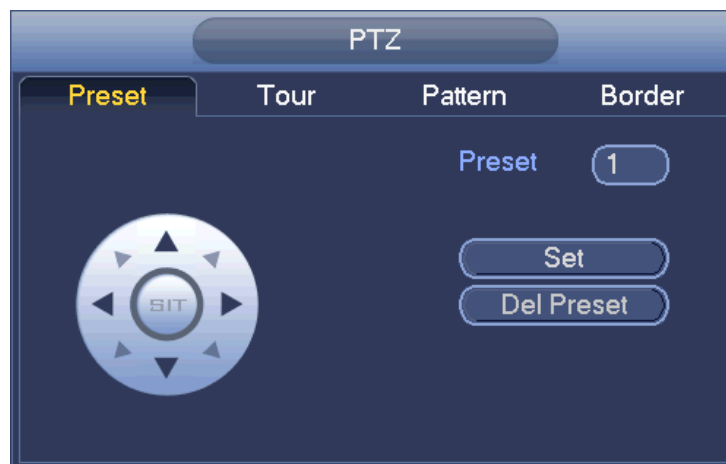 PTZ
Preset Tour Pattern Border
Preset 1
Set
SIT
Del Preset